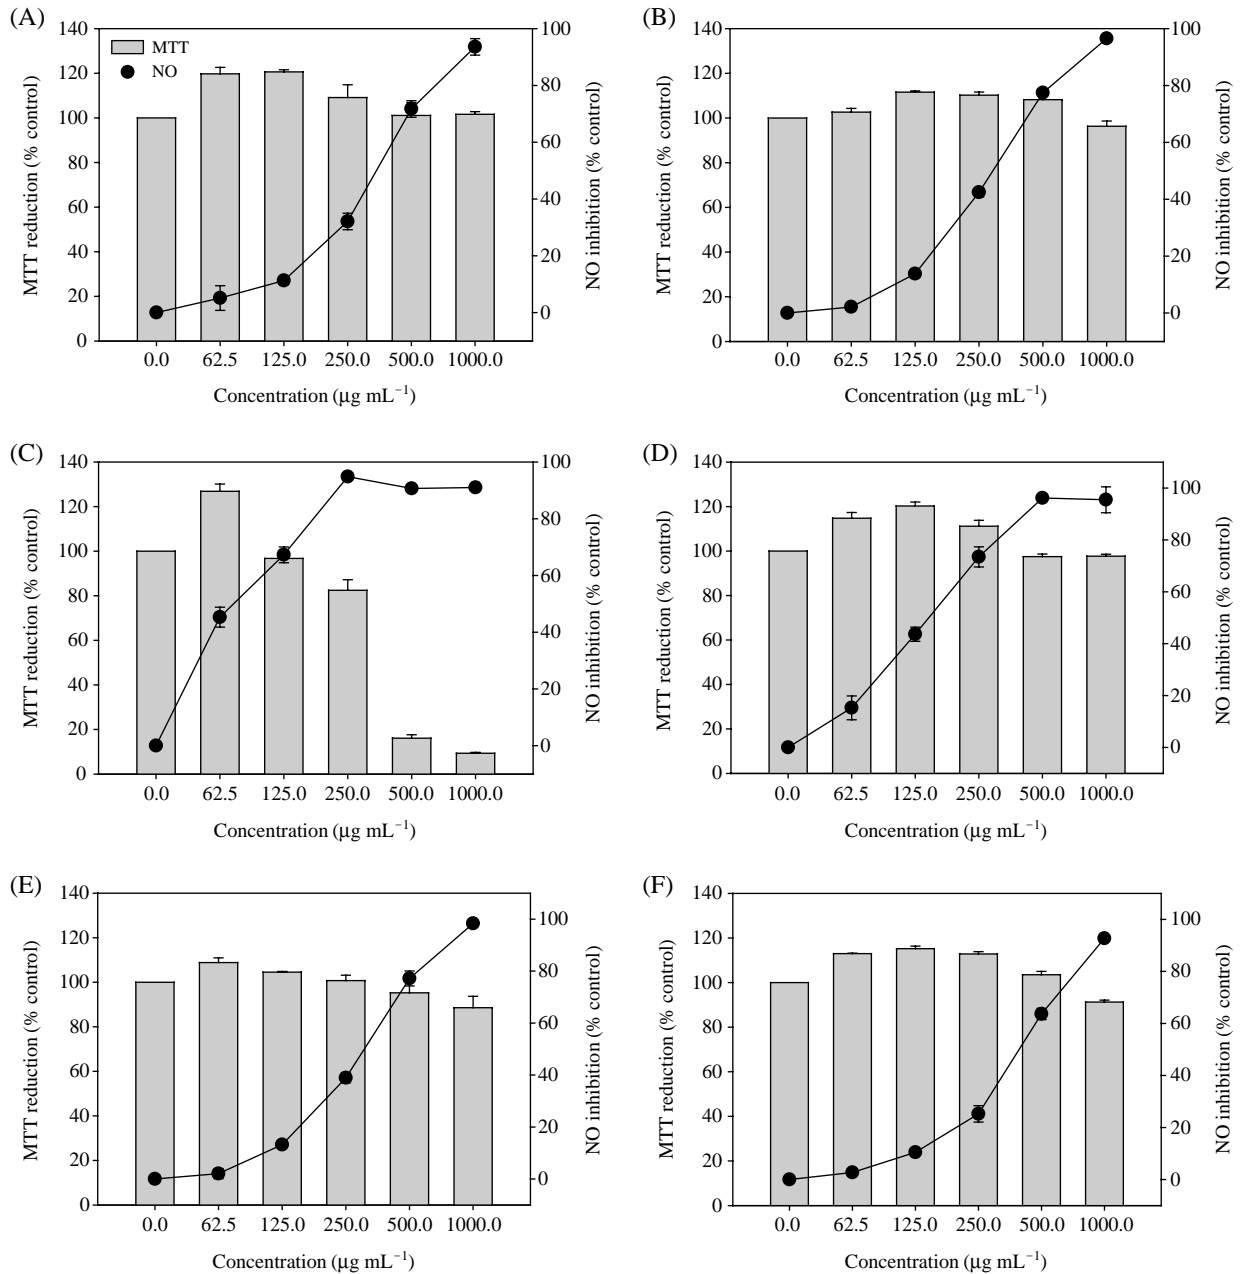 (A)
140
120
100
80
60
40
20
0
MTT reduction (% control)
MTT
NO
100
80
60
40
20
0
NO inhibition (% control)
0.0 62.5 125.0 250.0 500.0 1000.0
Concentration (µg mL⁻¹)
(B)
140
120
100
80
60
40
20
0
MTT reduction (% control)
100
80
60
40
20
0
NO inhibition (% control)
0.0 62.5 125.0 250.0 500.0 1000.0
Concentration (µg mL⁻¹)
(C)
140
120
100
80
60
40
20
0
MTT reduction (% control)
100
80
60
40
20
0
NO inhibition (% control)
0.0 62.5 125.0 250.0 500.0 1000.0
Concentration (µg mL⁻¹)
(D)
140
120
100
80
60
40
20
0
MTT reduction (% control)
100
80
60
40
20
0
NO inhibition (% control)
0.0 62.5 125.0 250.0 500.0 1000.0
Concentration (µg mL⁻¹)
(E)
140
120
100
80
60
40
20
0
MTT reduction (% control)
100
80
60
40
20
0
NO inhibition (% control)
0.0 62.5 125.0 250.0 500.0 1000.0
Concentration (µg mL⁻¹)
(F)
140
120
100
80
60
40
20
0
MTT reduction (% control)
100
80
60
40
20
0
NO inhibition (% control)
0.0 62.5 125.0 250.0 500.0 1000.0
Concentration (µg mL⁻¹)